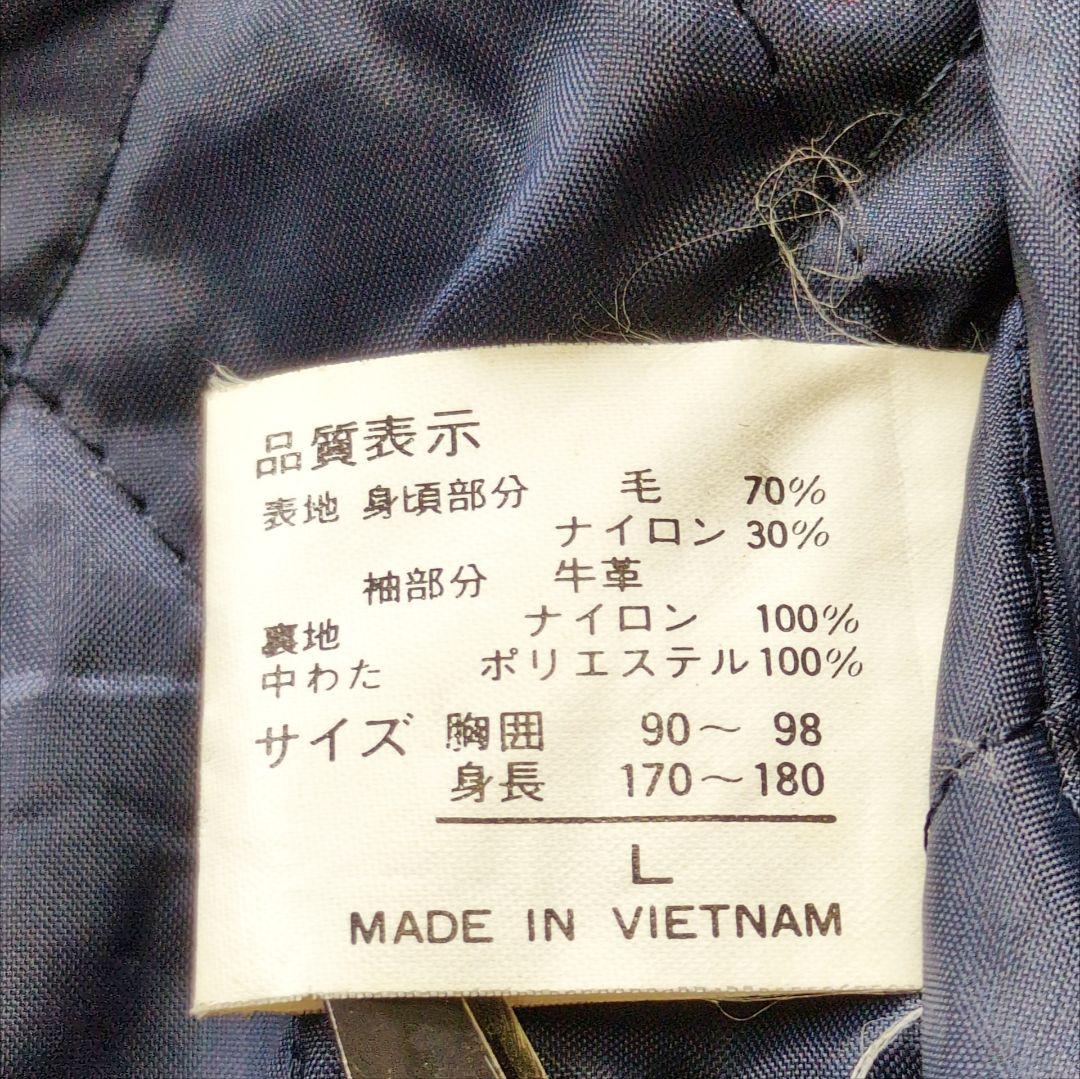 品質表示
表地 身頃部分 毛 70%
ナイロン 30%
袖部分 牛革
裏地 ナイロン 100%
中わた ポリエステル 100%
サイズ 胸囲 90～98
身長 170～180
L
MADE IN VIETNAM